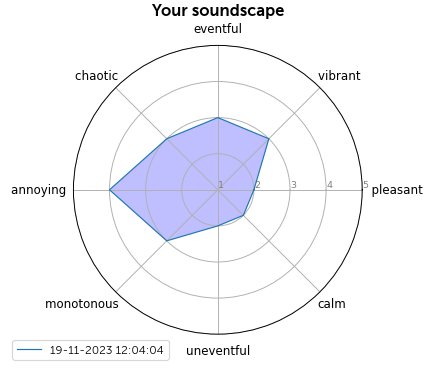 Your soundscape
eventful
chaotic
vibrant
annoying
1 2 3 4 5
pleasant
monotonous
calm
uneventful
19-11-2023 12:04:04